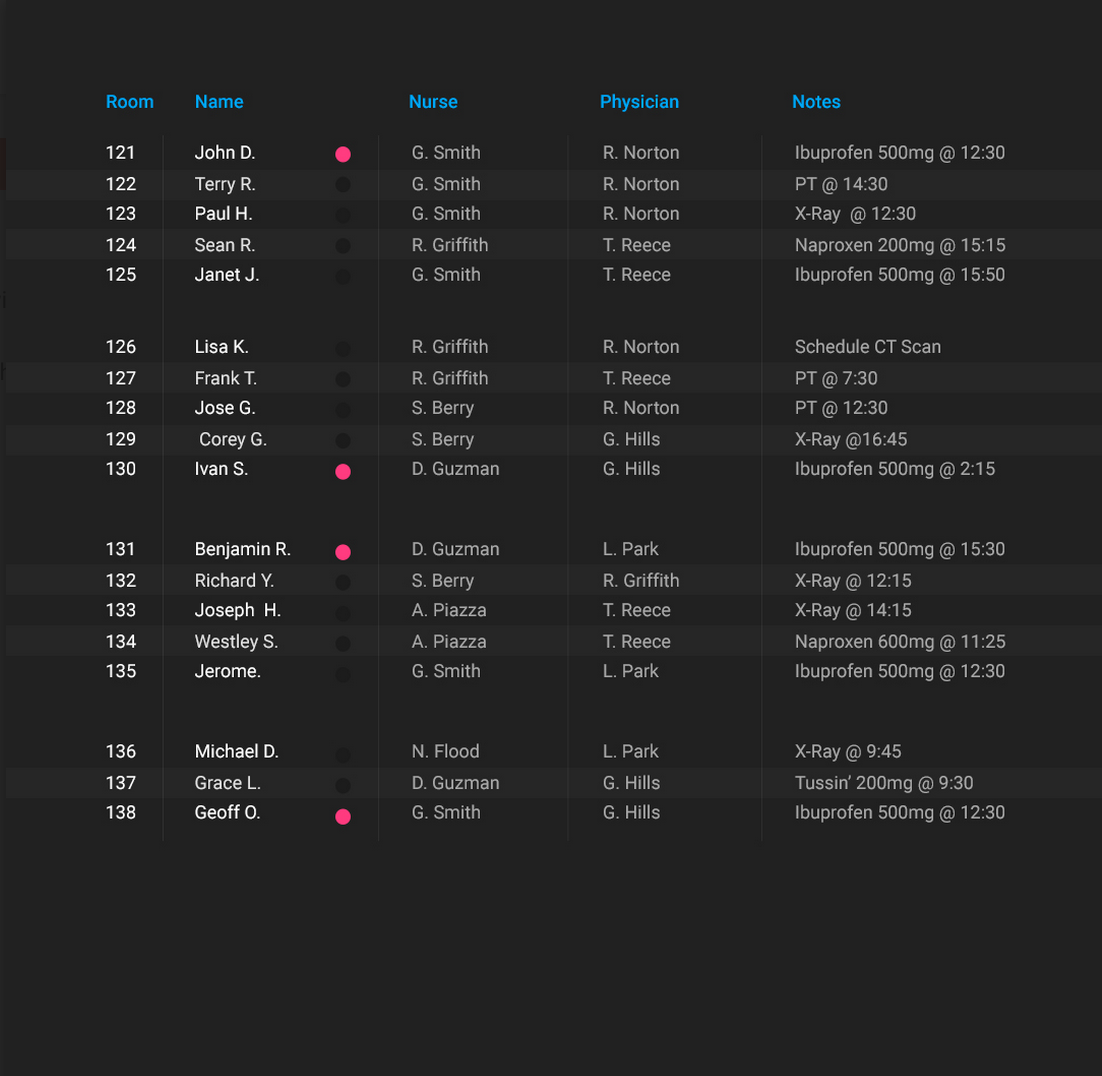 Room Name Nurse Physician Notes
121 John D. G. Smith R. Norton Ibuprofen 500mg @ 12:30
122 Terry R. G. Smith R. Norton PT @ 14:30
123 Paul H. G. Smith R. Norton X-Ray @ 12:30
124 Sean R. R. Griffith T. Reece Naproxen 200mg @ 15:15
125 Janet J. G. Smith T. Reece Ibuprofen 500mg @ 15:50
126 Lisa K. R. Griffith R. Norton Schedule CT Scan
127 Frank T. R. Griffith T. Reece PT @ 7:30
128 Jose G. S. Berry R. Norton PT @ 12:30
129 Corey G. S. Berry G. Hills X-Ray @16:45
130 Ivan S. D. Guzman G. Hills Ibuprofen 500mg @ 2:15
131 Benjamin R. D. Guzman L. Park Ibuprofen 500mg @ 15:30
132 Richard Y. S. Berry R. Griffith X-Ray @ 12:15
133 Joseph H. A. Piazza T. Reece X-Ray @ 14:15
134 Westley S. A. Piazza T. Reece Naproxen 600mg @ 11:25
135 Jerome. G. Smith L. Park Ibuprofen 500mg @ 12:30
136 Michael D. N. Flood L. Park X-Ray @ 9:45
137 Grace L. D. Guzman G. Hills Tussin’ 200mg @ 9:30
138 Geoff O. G. Smith G. Hills Ibuprofen 500mg @ 12:30